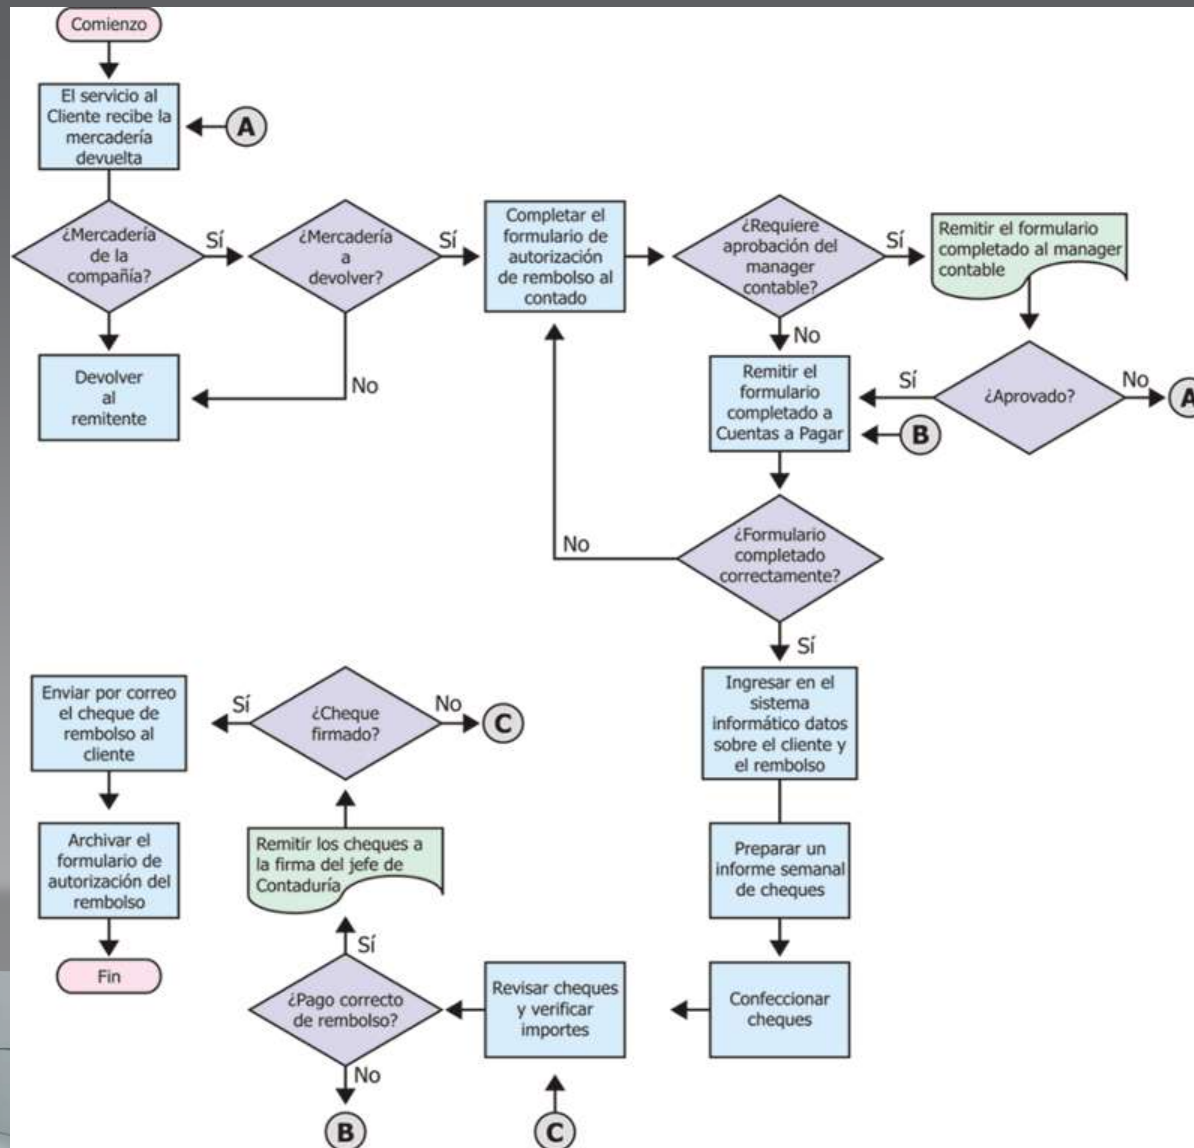 Comienzo
El servicio al
Cliente recibe la
mercadería
devuelta
A
¿Mercadería
de la
compañía?
Sí
¿Mercadería
a
devolver?
Sí
Completar el
formulario de
autorización
de rembolso al
contado
¿Requiere
aprobación del
manager
contable?
Sí
Remitir el formulario
completado al manager
contable
No
Devolver
al
remitente
No
Remitir el
formulario
completado a
Cuentas a Pagar
Sí
¿Aprovado?
No
A
B
¿Formulario
completado
correctamente?
No
Sí
Ingresar en el
sistema
informático datos
sobre el cliente y
el rembolso
Preparar un
informe semanal
de cheques
Confeccionar
cheques
Revisar cheques
y verificar
importes
C
¿Pago correcto
de rembolso?
No
B
Sí
Remitir los cheques a
la firma del jefe de
Contaduría
¿Cheque
firmado?
No
C
Sí
Enviar por correo
el cheque de
rembolso al
cliente
Archivar el
formulario de
autorización del
rembolso
Fin